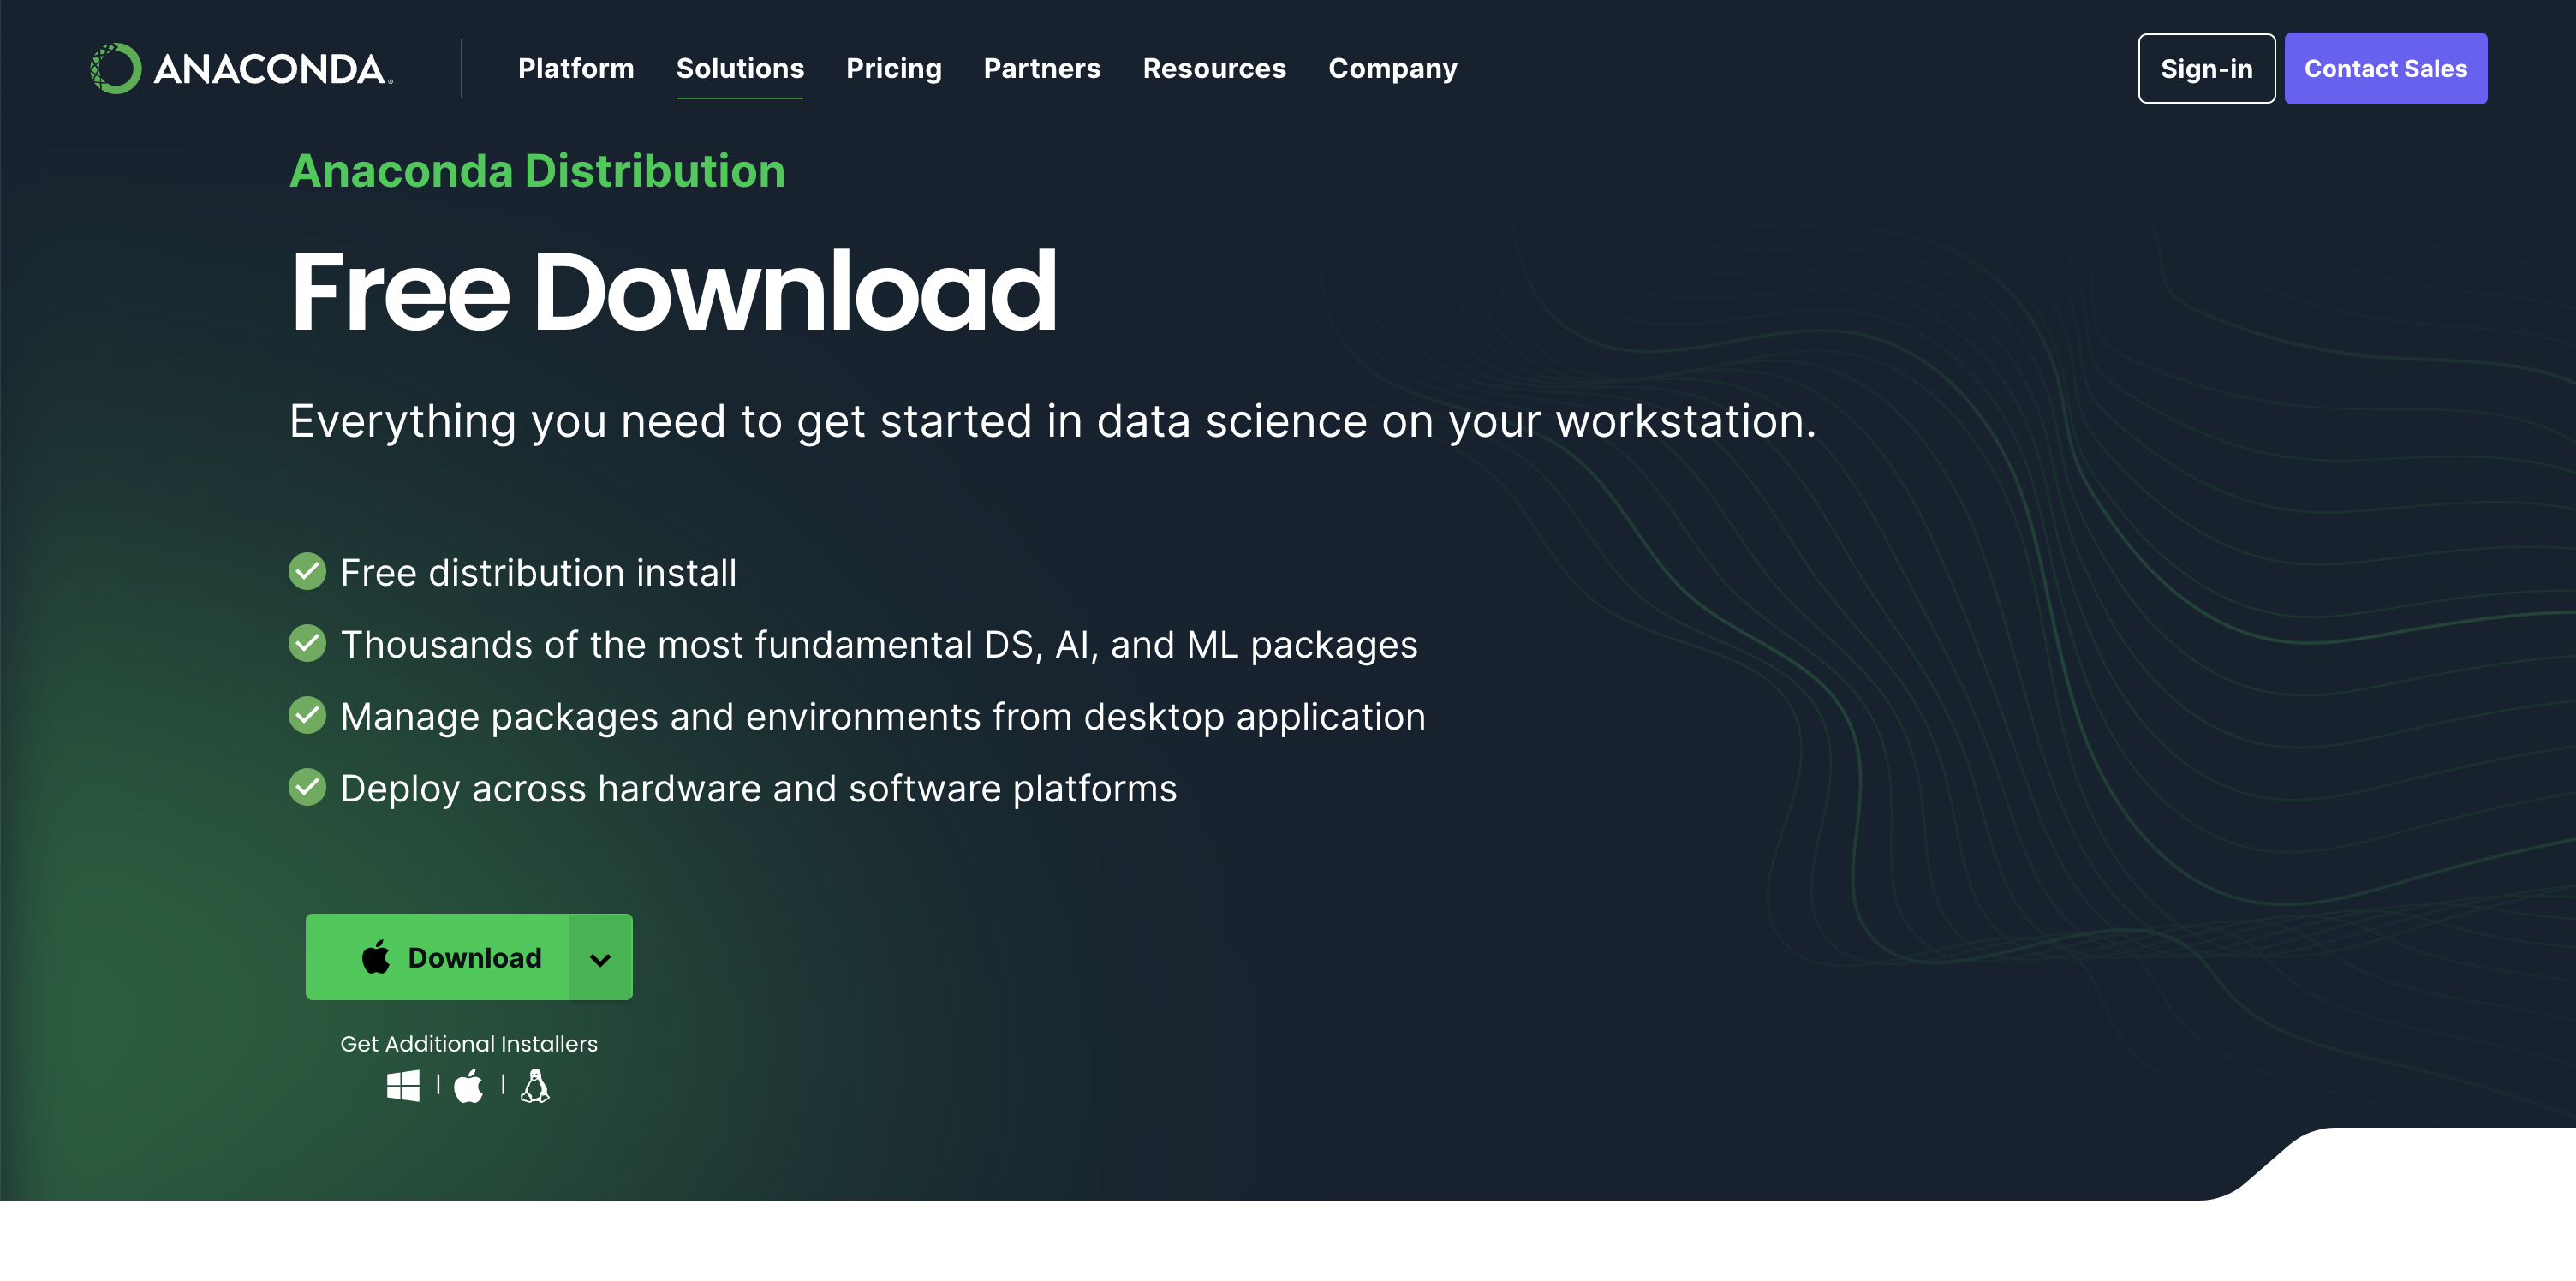 ANACONDA
Platform
Solutions
Pricing
Partners
Resources
Company
Sign-in
Contact Sales
Anaconda Distribution
Free Download
Everything you need to get started in data science on your workstation.
Free distribution install
Thousands of the most fundamental DS, AI, and ML packages
Manage packages and environments from desktop application
Deploy across hardware and software platforms
Download
Get Additional Installers